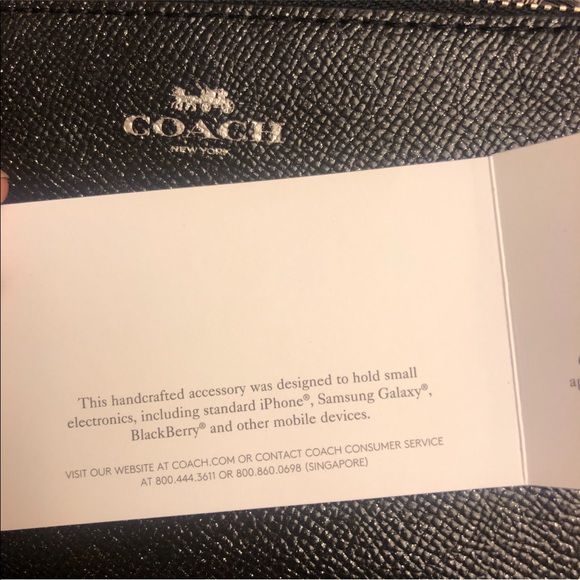 COACH
NEW YORK
This handcrafted accessory was designed to hold small
electronics, including standard iPhone®, Samsung Galaxy®,
BlackBerry® and other mobile devices.
VISIT OUR WEBSITE AT COACH.COM OR CONTACT COACH CONSUMER SERVICE
AT 800.444.3611 OR 800.860.0698 (SINGAPORE)